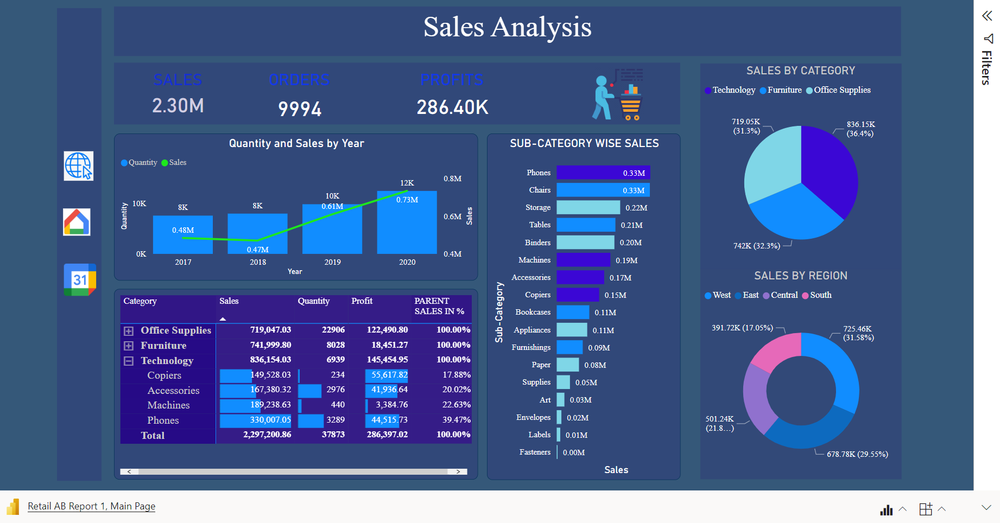 Sales Analysis
Filters
SALES
ORDERS
PROFITS
2.30M
9994
286.40K
31
Quantity and Sales by Year
Quantity Sales
Quantity
Sales
0.8M
0.6M
0.4M
10K
0K
8K
8K
10K
12K
0.48M
0.47M
0.61M
0.73M
2017 2018 2019 2020
Year
Category Sales Quantity Profit PARENT
SALES IN %
Office Supplies 719,047.03 22906 122,490.80 100.00%
Furniture 741,999.80 8028 18,451.27 100.00%
Technology 836,154.03 6939 145,454.95 100.00%
Copiers 149,528.03 234 55,617.82 17.88%
Accessories 167,380.32 2976 41,936.64 20.02%
Machines 189,238.63 440 3,384.76 22.63%
Phones 330,007.05 3289 44,515.73 39.47%
Total 2,297,200.86 37873 286,397.02 100.00%
SUB-CATEGORY WISE SALES
Sub-Category
Phones 0.33M
Chairs 0.33M
Storage 0.22M
Tables 0.21M
Binders 0.20M
Machines 0.19M
Accessories 0.17M
Copiers 0.15M
Bookcases 0.11M
Appliances 0.11M
Furnishings 0.09M
Paper 0.08M
Supplies 0.05M
Art 0.03M
Envelopes 0.02M
Labels 0.01M
Fasteners 0.00M
Sales
SALES BY CATEGORY
Technology Furniture Office Supplies
719.05K
(31.3%)
836.15K
(36.4%)
742K (32.3%)
SALES BY REGION
West East Central South
391.72K (17.05%)
725.46K
(31.58%)
501.24K
(21.8...)
678.78K (29.55%)
Retail AB Report 1, Main Page